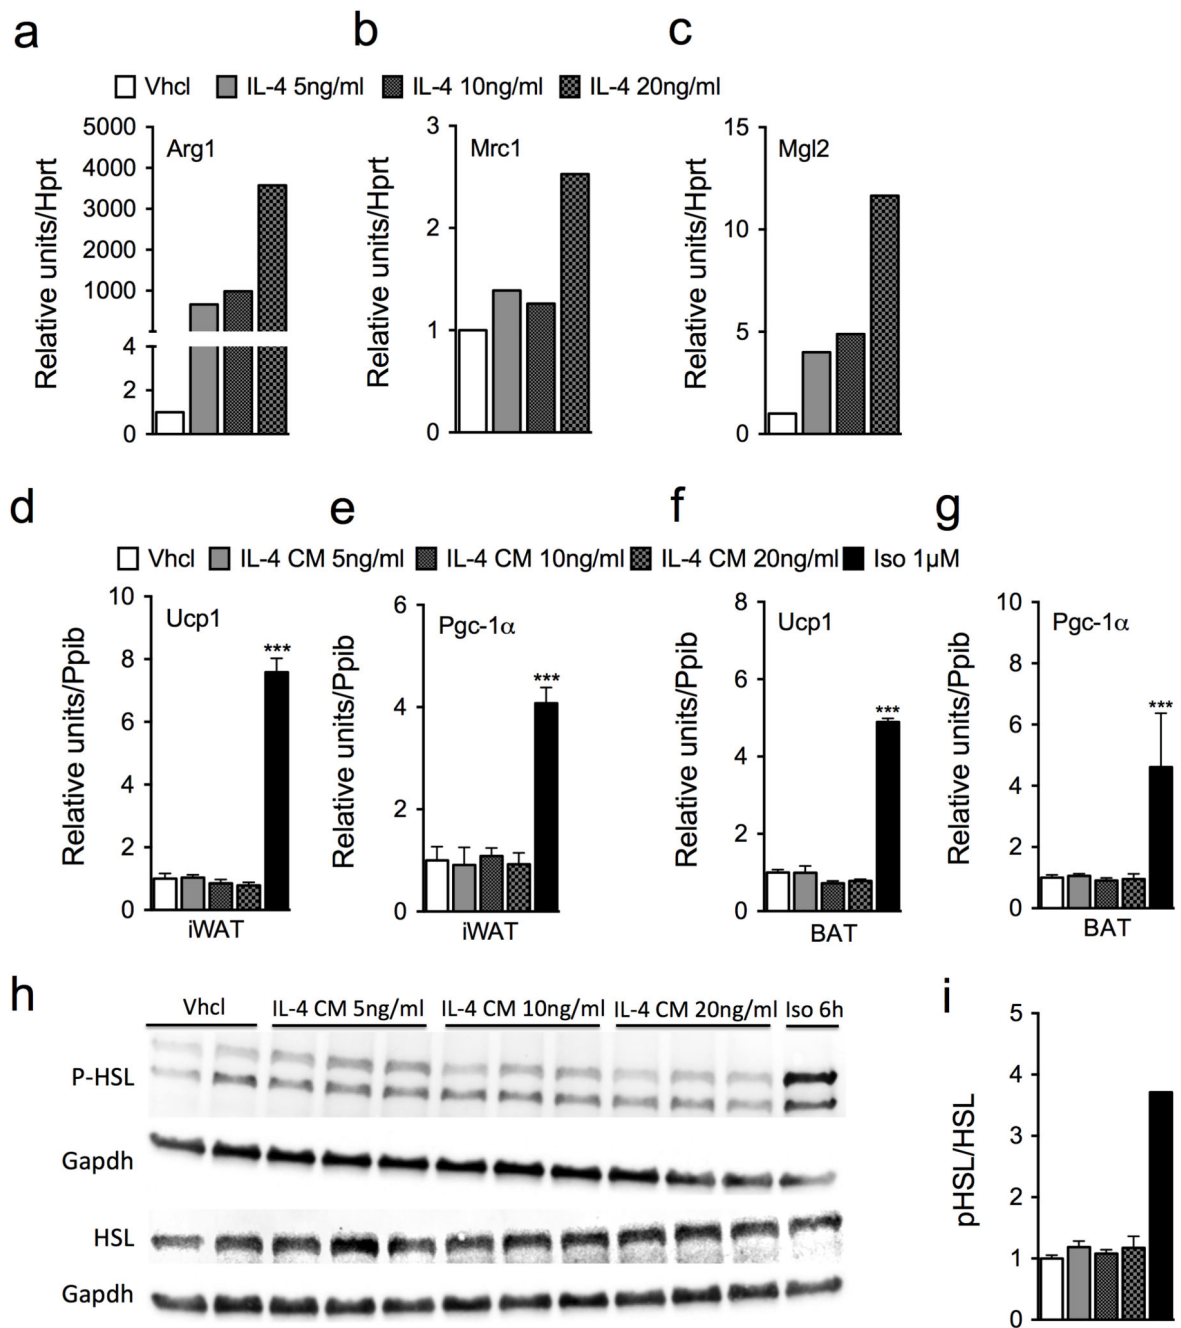 a
b
c
Vhcl IL-4 5ng/ml IL-4 10ng/ml IL-4 20ng/ml
Relative units/Hprt
5000
4000
3000
2000
1000
4
2
0
Arg1
Relative units/Hprt
3
2
1
0
Mrc1
Relative units/Hprt
15
10
5
0
Mgl2
d
e
f
g
Vhcl IL-4 CM 5ng/ml IL-4 CM 10ng/ml IL-4 CM 20ng/ml Iso 1µM
Relative units/Ppib
10
8
6
4
2
0
Ucp1
***
iWAT
Relative units/Ppib
6
4
2
0
Pgc-1α
***
iWAT
Relative units/Ppib
8
6
4
2
0
Ucp1
***
BAT
Relative units/Ppib
10
8
6
4
2
0
Pgc-1α
***
BAT
h
Vhcl IL-4 CM 5ng/ml IL-4 CM 10ng/ml IL-4 CM 20ng/ml Iso 6h
P-HSL
Gapdh
HSL
Gapdh
i
pHSL/HSL
5
4
3
2
1
0